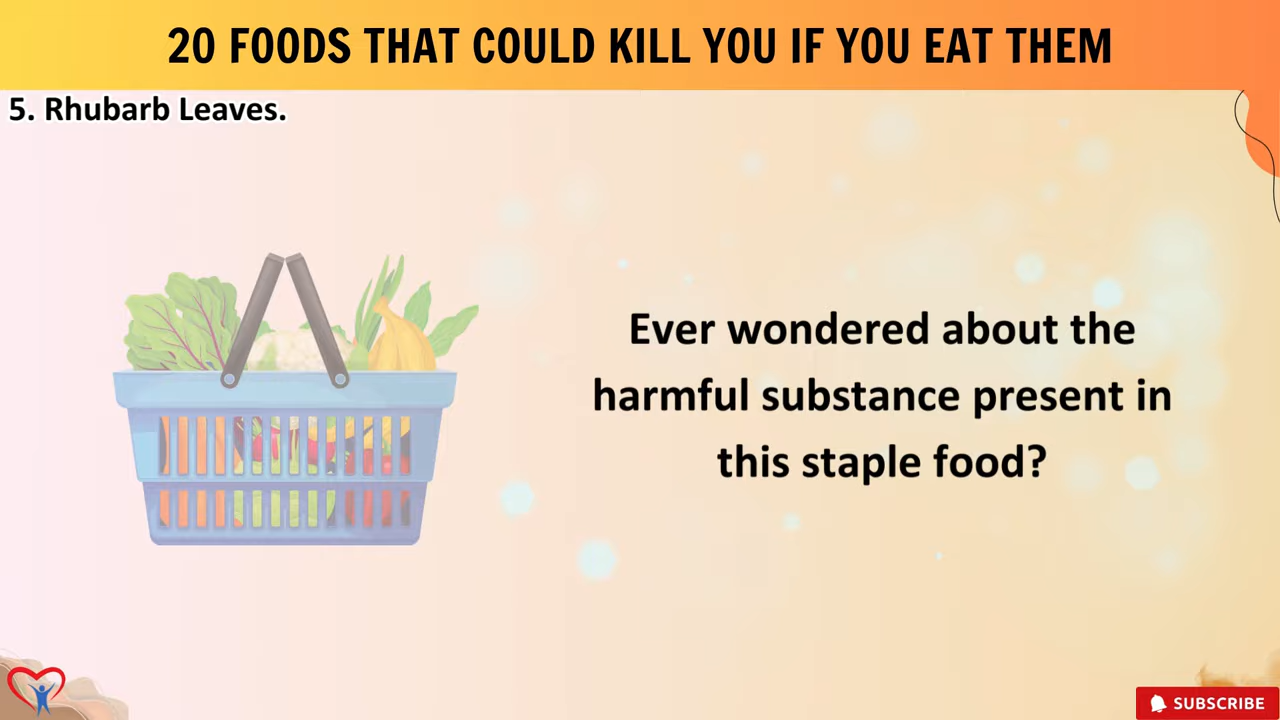 20 FOODS THAT COULD KILL YOU IF YOU EAT THEM
5. Rhubarb Leaves.
Ever wondered about the
harmful substance present in
this staple food?
SUBSCRIBE